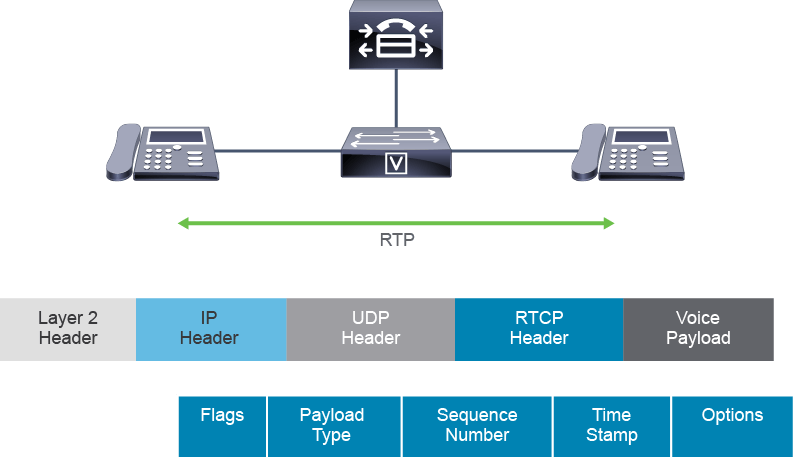 V
RTP
Layer 2 Header
IP Header
UDP Header
RTCP Header
Voice Payload
Flags
Payload Type
Sequence Number
Time Stamp
Options